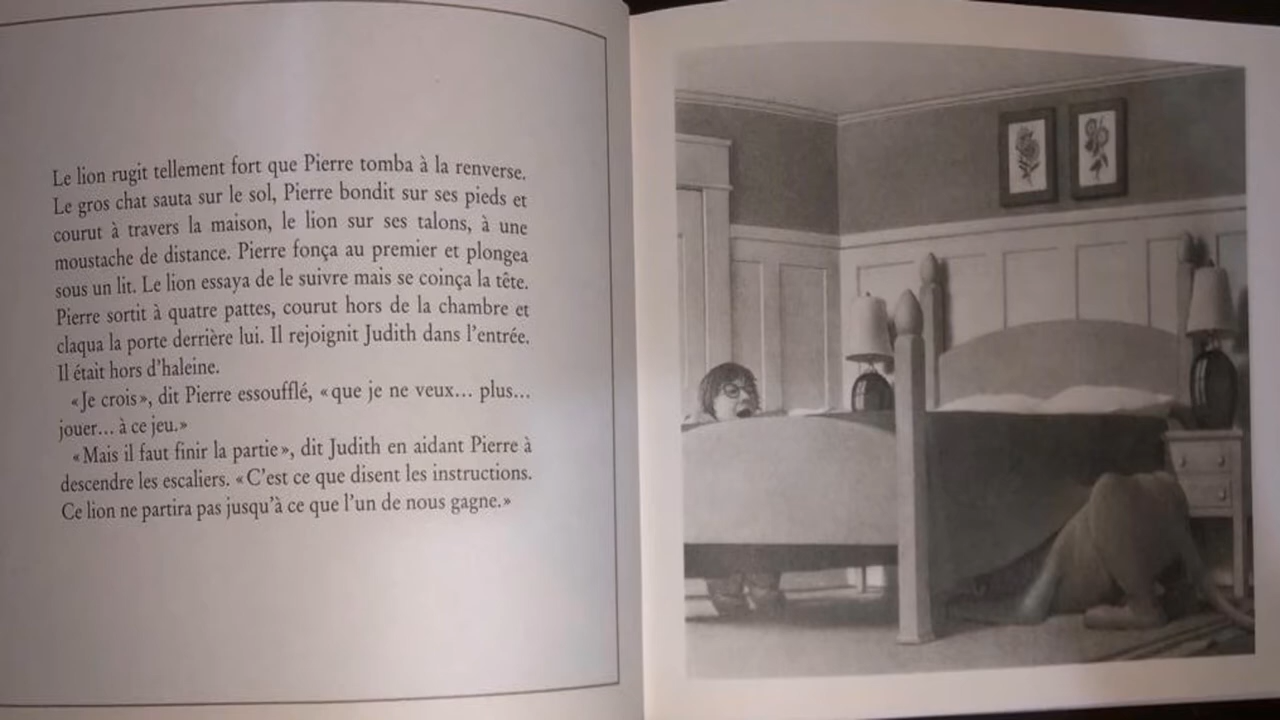 Le lion rugit tellement fort que Pierre tomba à la renverse.
Le gros chat sauta sur le sol, Pierre bondit sur ses pieds et
courut à travers la maison, le lion sur ses talons, à une
moustache de distance. Pierre fonça au premier et plongea
sous un lit. Le lion essaya de le suivre mais se coinça la tête.
Pierre sortit à quatre pattes, courut hors de la chambre et
claqua la porte derrière lui. Il rejoignit Judith dans l'entrée.
Il était hors d'haleine.
«Je crois», dit Pierre essoufflé, «que je ne veux... plus...
jouer... à ce jeu.»
«Mais il faut finir la partie», dit Judith en aidant Pierre à
descendre les escaliers. «C'est ce que disent les instructions.
Ce lion ne partira pas jusqu'à ce que l'un de nous gagne.»